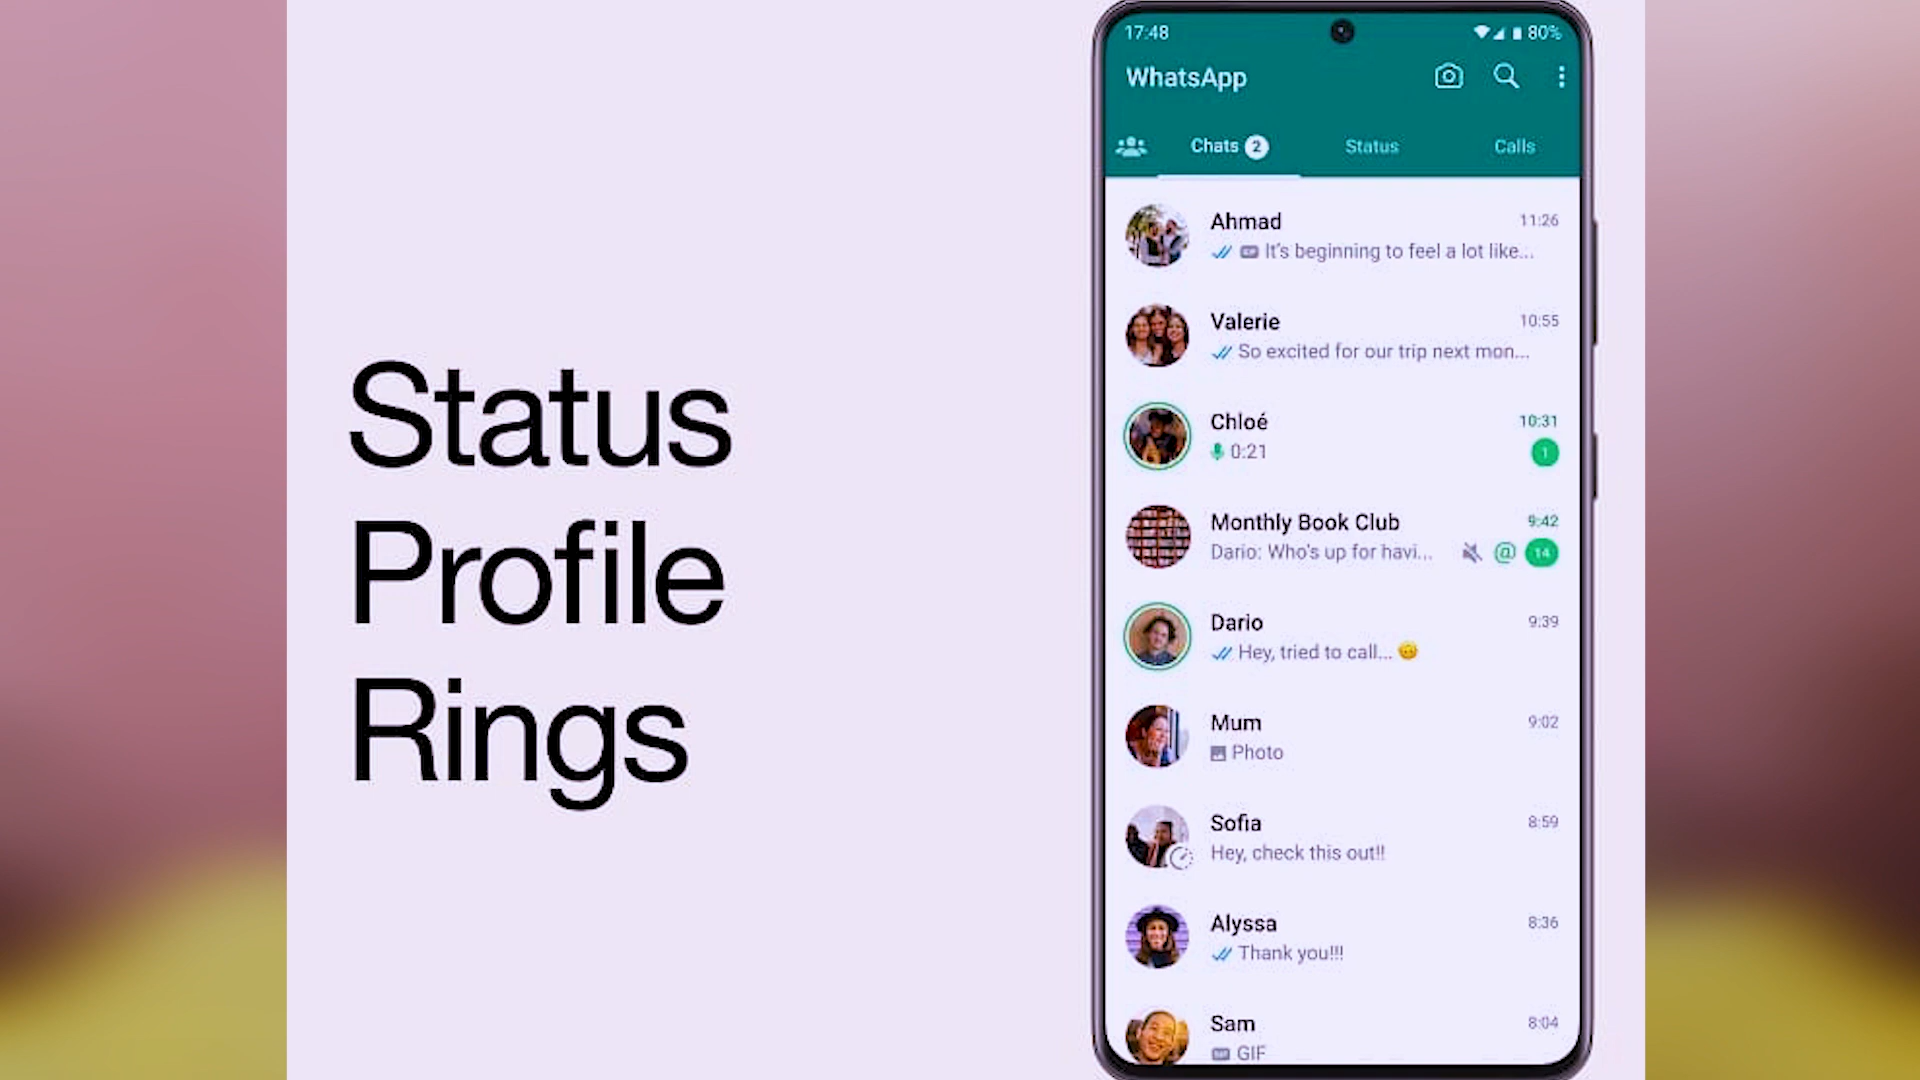 Status
Profile
Rings
17:48
80%
WhatsApp
Chats 2
Status
Calls
Ahmad
11:26
It's beginning to feel a lot like...
Valerie
10:55
So excited for our trip next mon...
Chloé
10:31
0:21
1
Monthly Book Club
9:42
Dario: Who's up for havi...
@ 14
Dario
9:39
Hey, tried to call...
Mum
9:02
Photo
Sofia
8:59
Hey, check this out!!
Alyssa
8:36
Thank you!!!
Sam
8:04
GIF